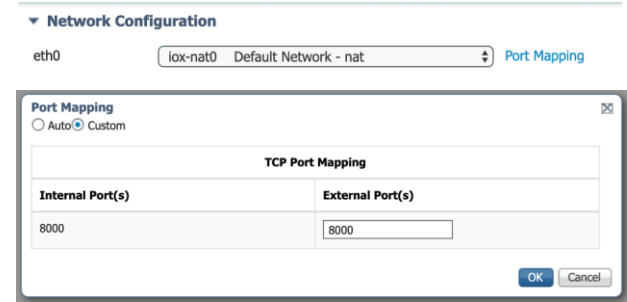 Network Configuration
eth0 iox-nat0 Default Network - nat Port Mapping
Port Mapping
Auto Custom
TCP Port Mapping
Internal Port(s) External Port(s)
8000 8000
OK Cancel